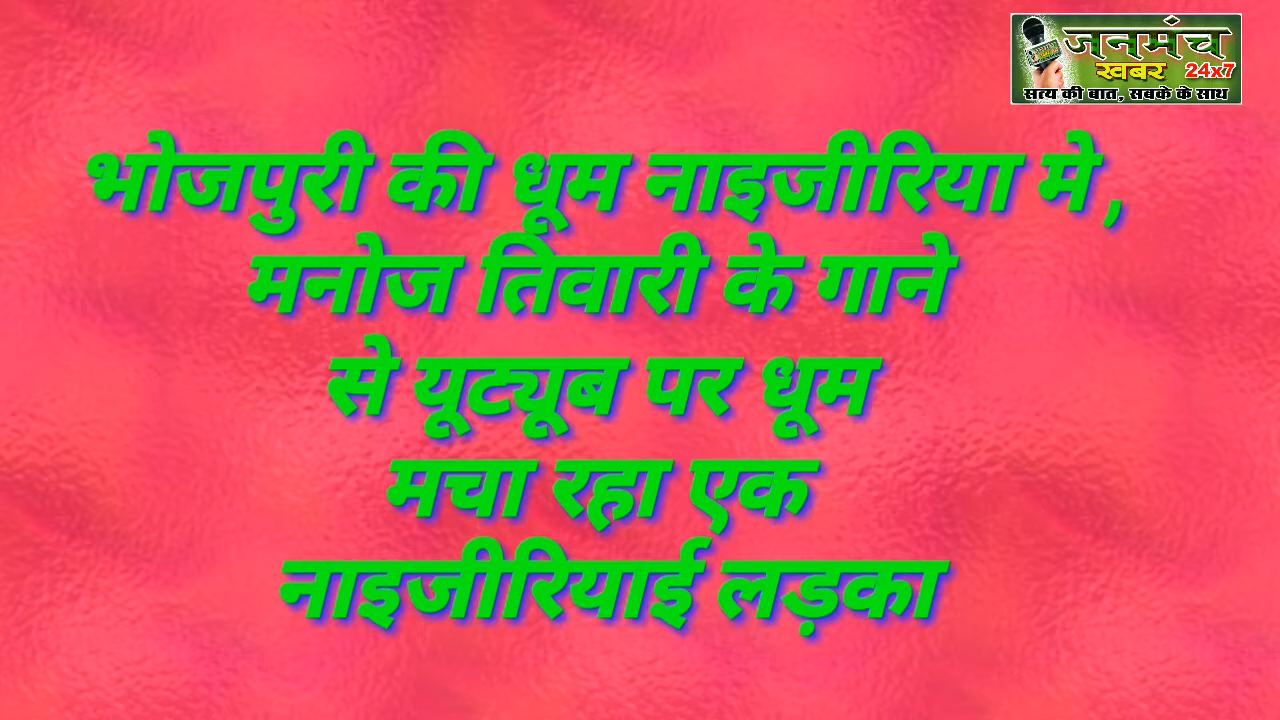 जनमंच
खबर 24x7
सत्य की बात, सबके के साथ
भोजपुरी की धूम नाइजीरिया मे ,
मनोज तिवारी के गाने
से यूट्यूब पर धूम
मचा रहा एक
नाइजीरियाई लड़का